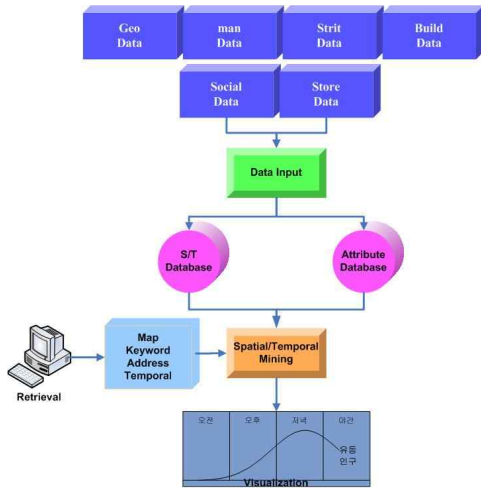 Geo
Data
man
Data
Strit
Data
Build
Data
Social
Data
Store
Data
Data Input
S/T
Database
Attribute
Database
Map
Keyword
Address
Temporal
Spatial/Temporal
Mining
Retrieval
오전
오후
저녁
야간
유동
인구
Visualization